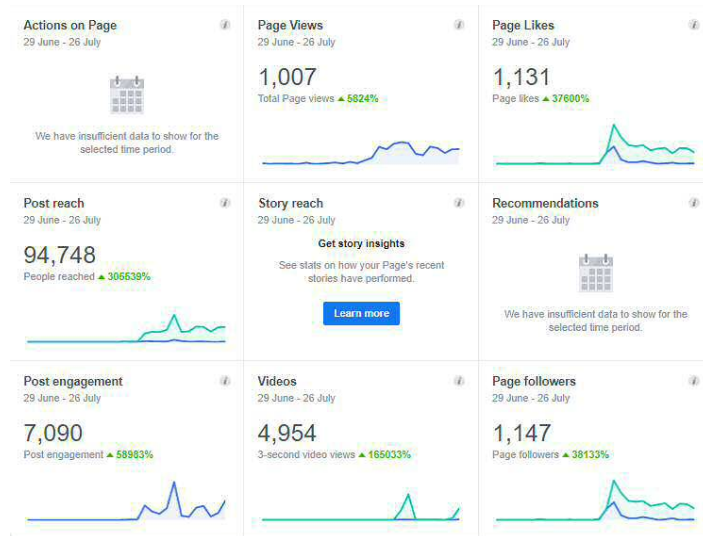 Actions on Page
29 June - 26 July
We have insufficient data to show for the
selected time period.
Page Views
29 June - 26 July
1,007
Total Page views ▲ 5824%
Page Likes
29 June - 26 July
1,131
Page likes ▲ 37600%
Post reach
29 June - 26 July
94,748
People reached ▲ 306539%
Story reach
29 June - 26 July
Get story insights
See stats on how your Page's recent
stories have performed.
Learn more
Recommendations
29 June - 26 July
We have insufficient data to show for the
selected time period.
Post engagement
29 June - 26 July
7,090
Post engagement ▲ 58983%
Videos
29 June - 26 July
4,954
3-second video views ▲ 165033%
Page followers
29 June - 26 July
1,147
Page followers ▲ 38133%